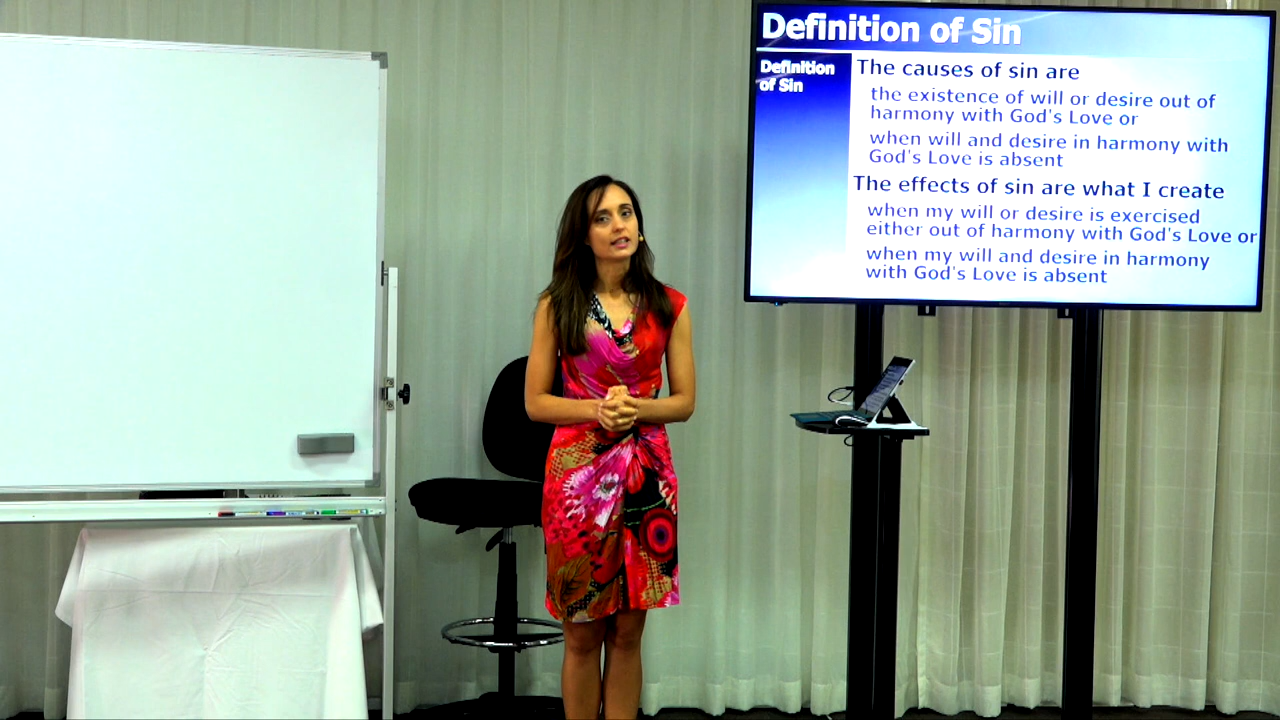 Definition of Sin
Definition
of Sin
The causes of sin are
the existence of will or desire out of
harmony with God's Love or
when will and desire in harmony with
God's Love is absent
The effects of sin are what I create
when my will or desire is exercised
either out of harmony with God's Love or
when my will and desire in harmony
with God's Love is absent